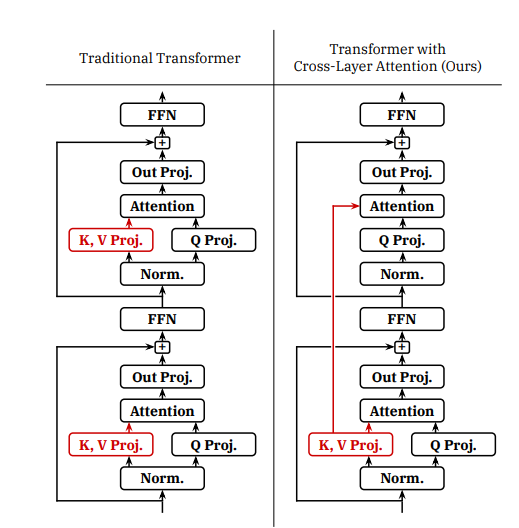 Traditional Transformer
FFN
+
Out Proj.
Attention
K, V Proj. Q Proj.
Norm.
FFN
+
Out Proj.
Attention
K, V Proj. Q Proj.
Norm.
Transformer with
Cross-Layer Attention (Ours)
FFN
+
Out Proj.
Attention
Q Proj.
Norm.
FFN
+
Out Proj.
Attention
K, V Proj. Q Proj.
Norm.